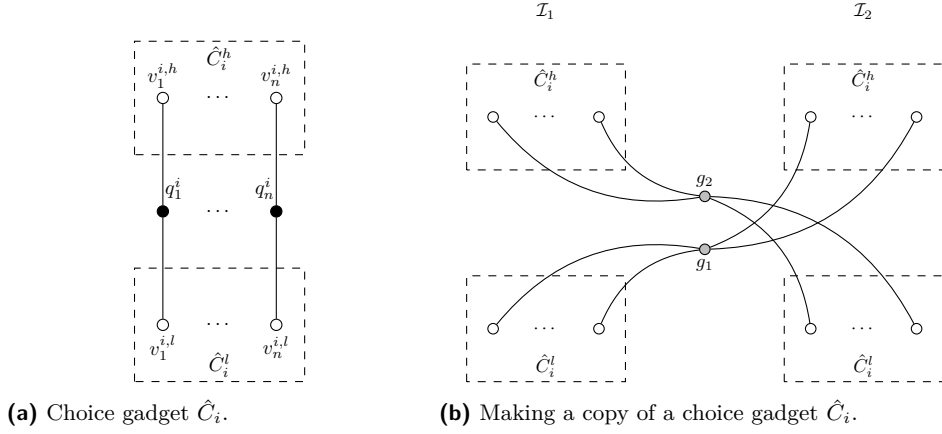 𝓘₁ 𝓘₂
Ĉᵢʰ Ĉᵢʰ Ĉᵢʰ
v₁^{i,h} vₙ^{i,h}
··· ··· ···
q₁ⁱ qₙⁱ g₂
···
g₁
··· ··· ···
v₁^{i,l} vₙ^{i,l}
Ĉᵢˡ Ĉᵢˡ Ĉᵢˡ
(a) Choice gadget Ĉᵢ. (b) Making a copy of a choice gadget Ĉᵢ.